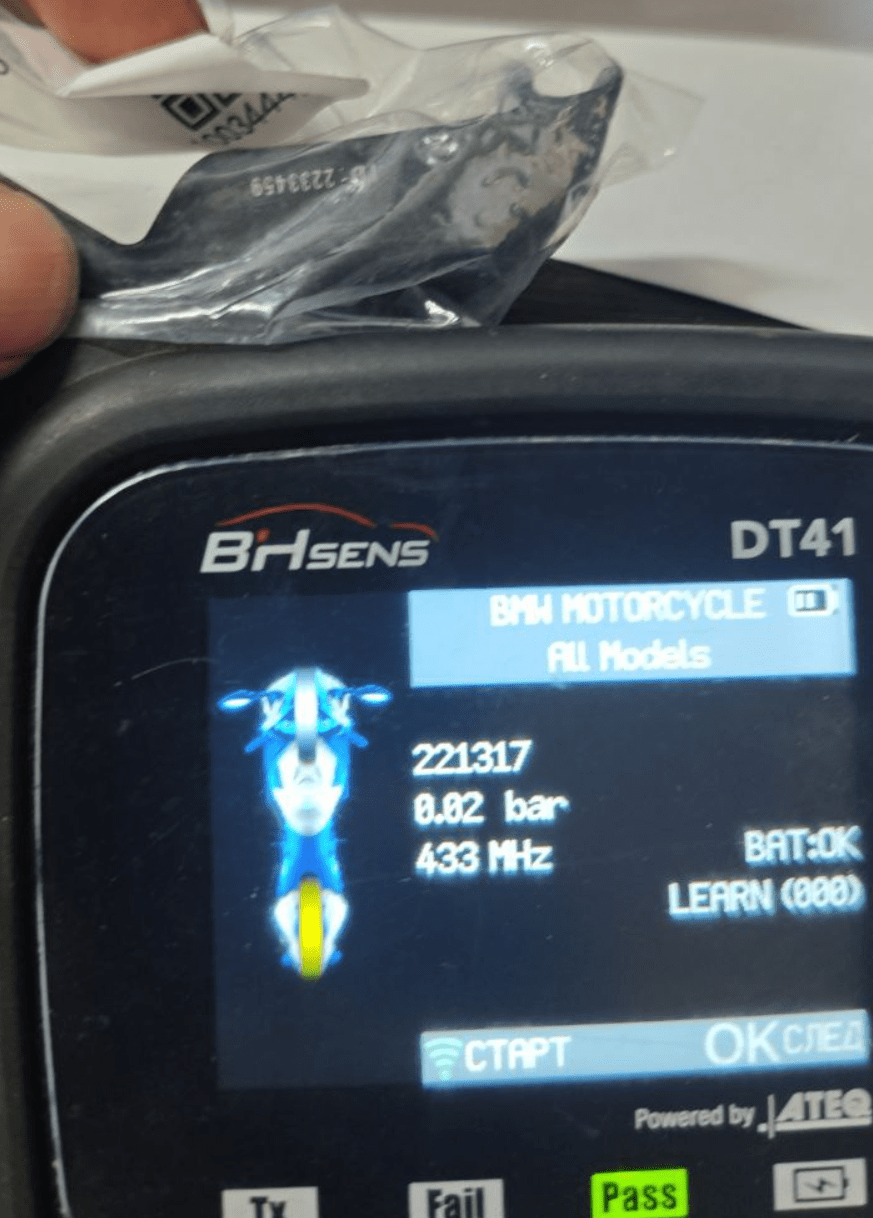 ID: 2233459
BHSENS
DT41
BMW MOTORCYCLE
All Models
221317
0.02 bar
433 MHz
BAT:OK
LEARN (000)
СТАРТ
OK СЛЕД
Powered by ATEQ
Tx
Fail
Pass